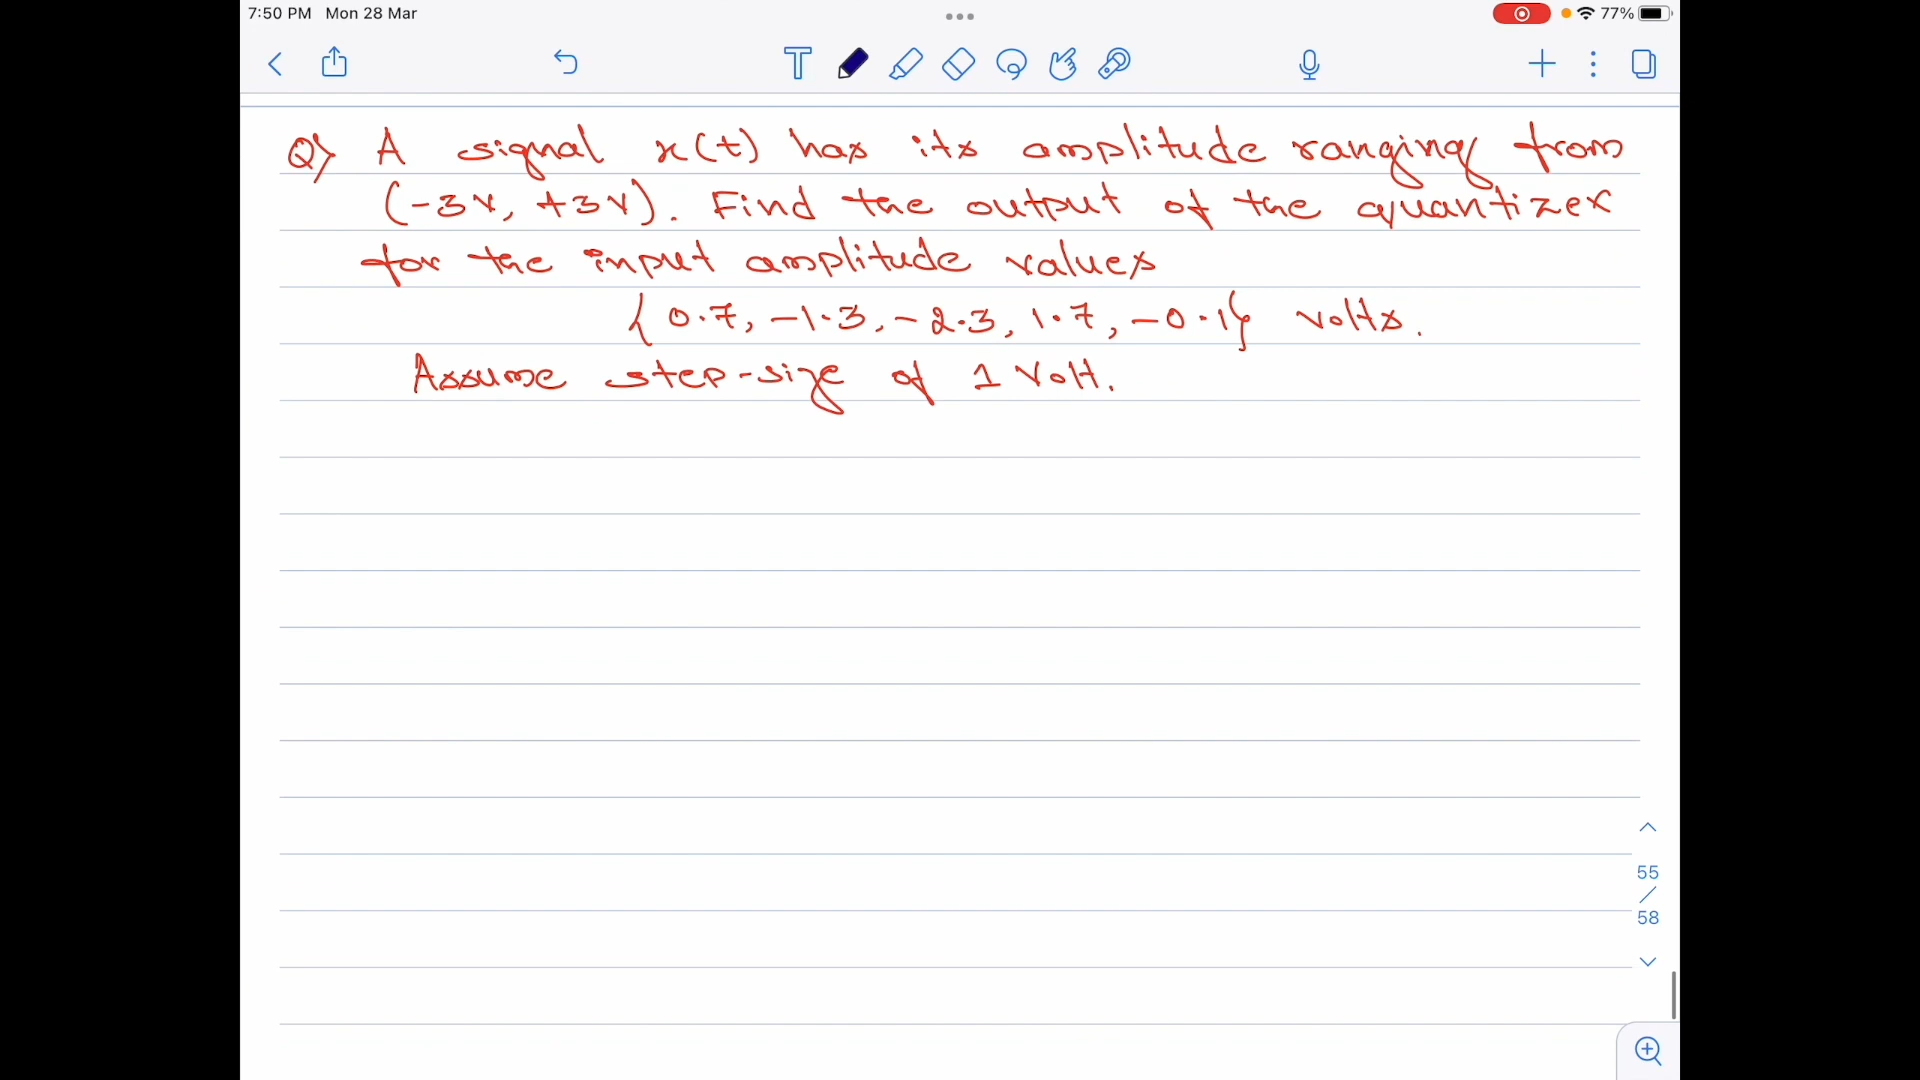 7:50 PM Mon 28 Mar
77%
T
Q) A signal x(t) has its amplitude ranging from
(-3V, +3V). Find the output of the quantizer
for the input amplitude values
{ 0.7, -1.3, -2.3, 1.7, -0.1} volts.
Assume step-size of 1 Volt.
55
/
58